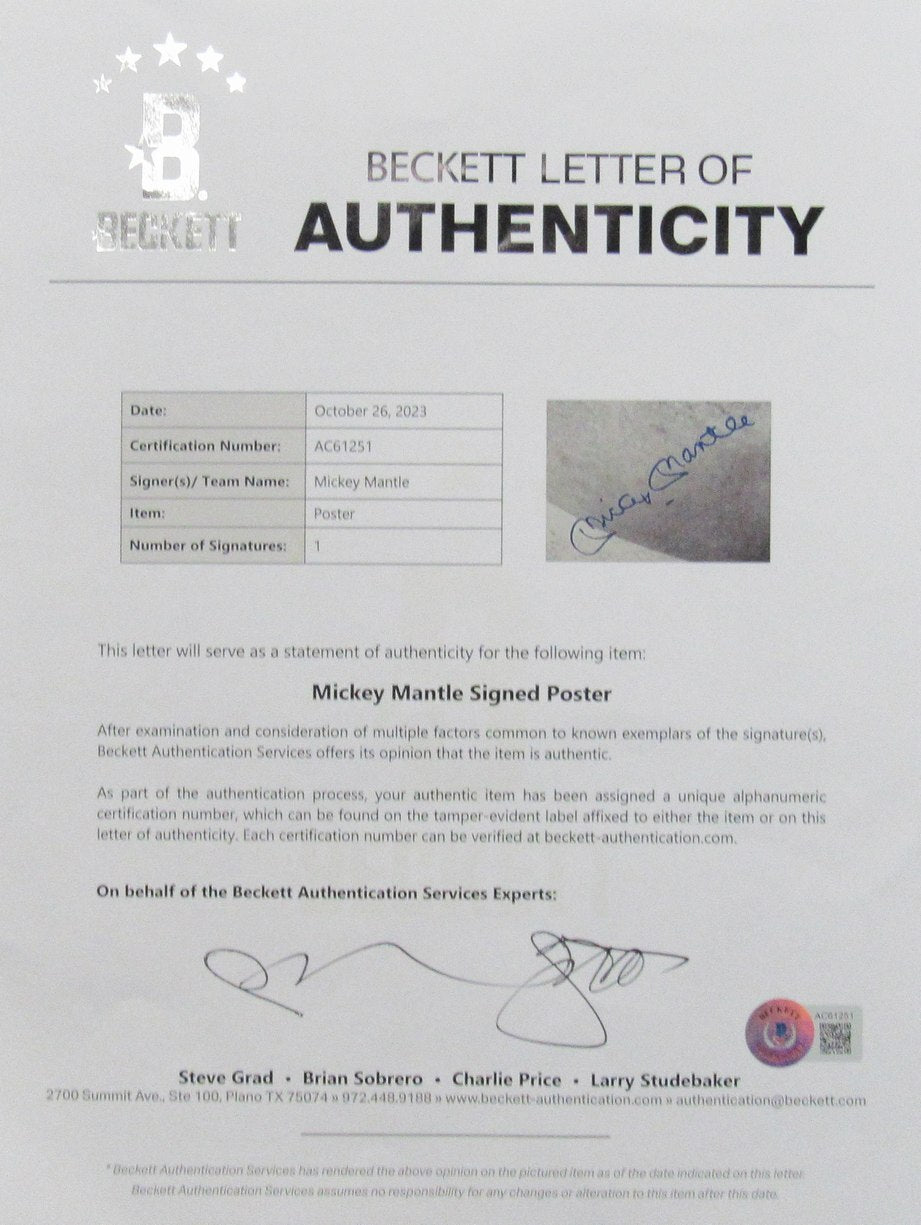 B.
BECKETT
BECKETT LETTER OF
AUTHENTICITY
Date: October 26, 2023
Certification Number: AC61251
Signer(s)/ Team Name: Mickey Mantle
Item: Poster
Number of Signatures: 1
Mickey Mantle
This letter will serve as a statement of authenticity for the following item:
Mickey Mantle Signed Poster
After examination and consideration of multiple factors common to known exemplars of the signature(s),
Beckett Authentication Services offers its opinion that the item is authentic.
As part of the authentication process, your authentic item has been assigned a unique alphanumeric
certification number, which can be found on the tamper-evident label affixed to either the item or on this
letter of authenticity. Each certification number can be verified at beckett-authentication.com.
On behalf of the Beckett Authentication Services Experts:
BECKETT
AC61251
Steve Grad • Brian Sobrero • Charlie Price • Larry Studebaker
2700 Summit Ave., Ste 100, Plano TX 75074 » 972.448.9188 » www.beckett-authentication.com » authentication@beckett.com
* Beckett Authentication Services has rendered the above opinion on the pictured item as of the date indicated on this letter.
Beckett Authentication Services assumes no responsibility for any changes or alteration to this item after this date.